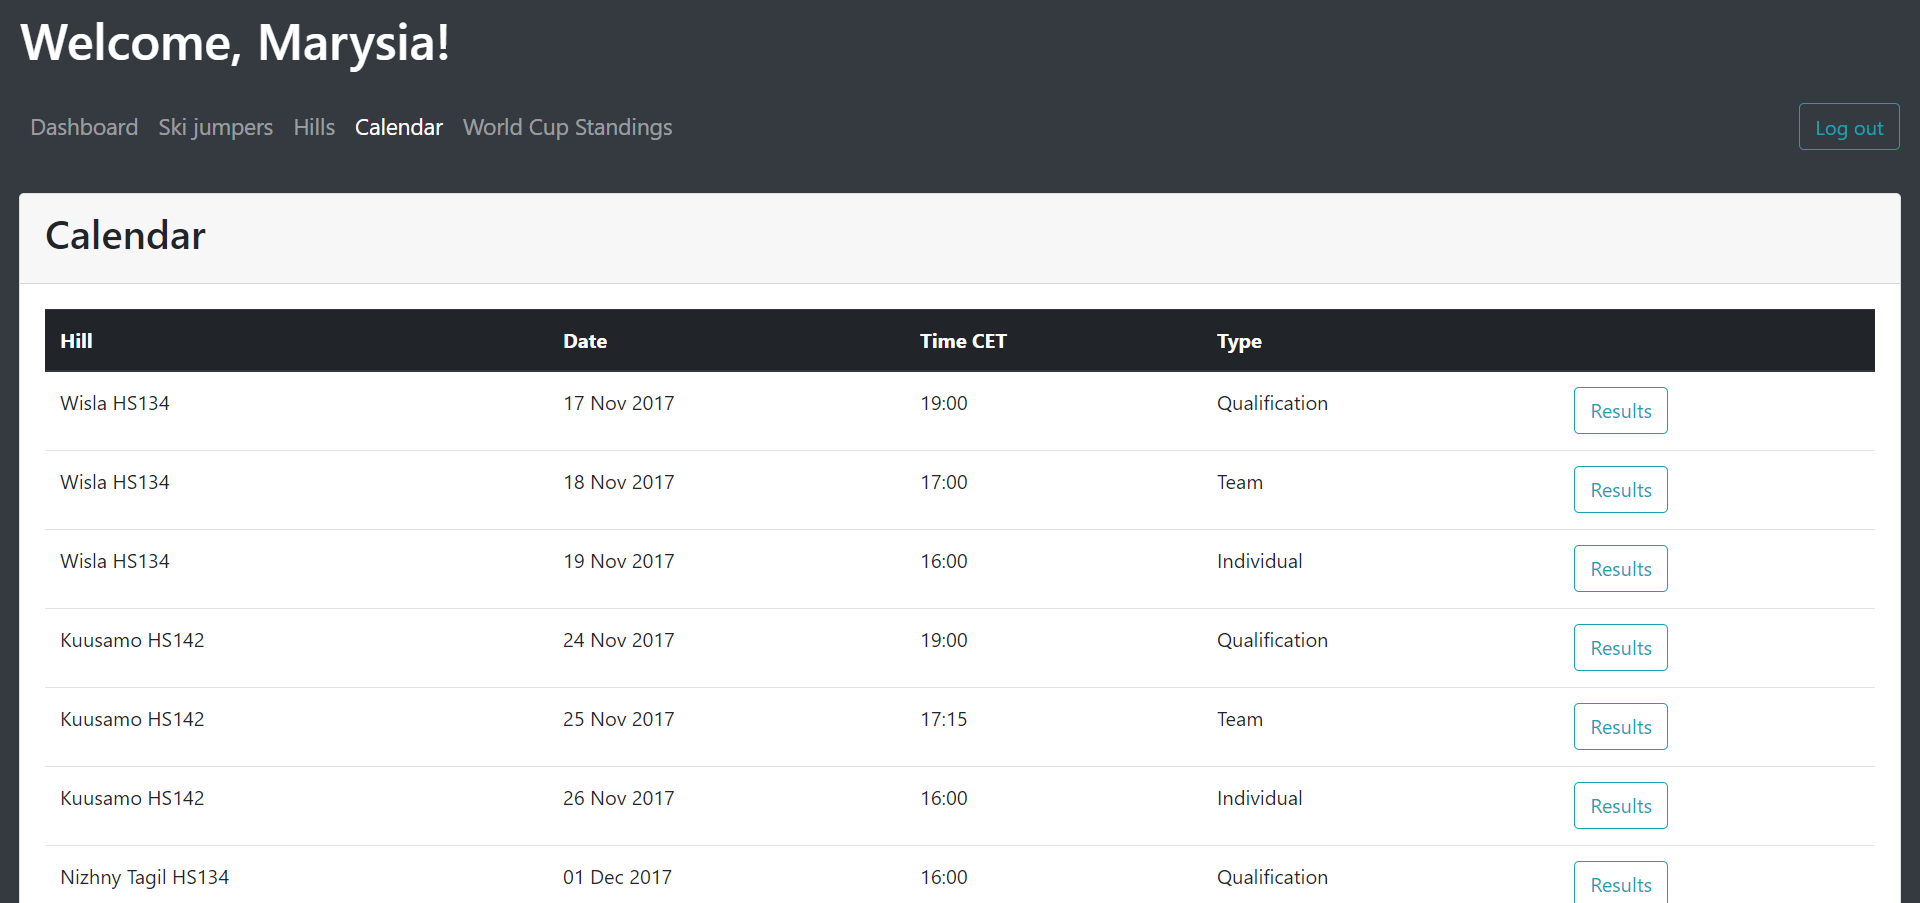 Welcome, Marysia!
Dashboard Ski jumpers Hills Calendar World Cup Standings Log out
Calendar
Hill Date Time CET Type
Wisla HS134 17 Nov 2017 19:00 Qualification Results
Wisla HS134 18 Nov 2017 17:00 Team Results
Wisla HS134 19 Nov 2017 16:00 Individual Results
Kuusamo HS142 24 Nov 2017 19:00 Qualification Results
Kuusamo HS142 25 Nov 2017 17:15 Team Results
Kuusamo HS142 26 Nov 2017 16:00 Individual Results
Nizhny Tagil HS134 01 Dec 2017 16:00 Qualification Results